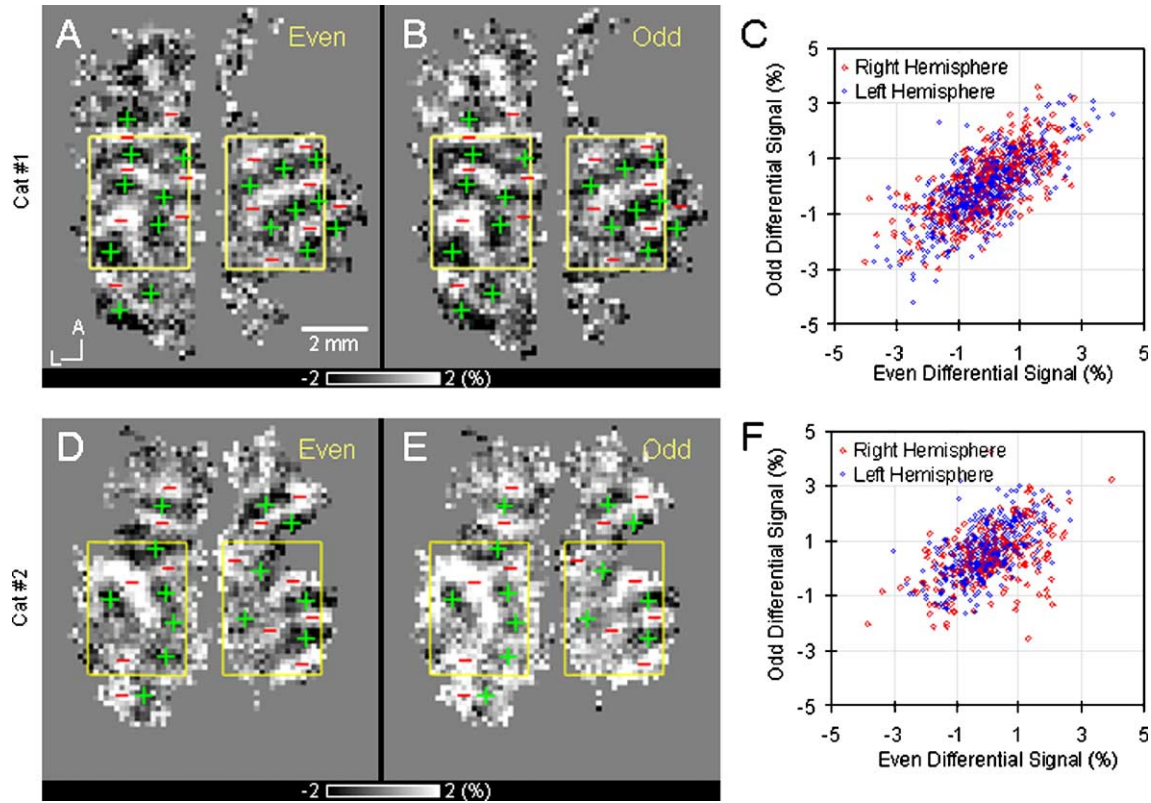 A
Even
B
Odd
Cat #1
A
L
2 mm
-2 2 (%)
C
Right Hemisphere
Left Hemisphere
5
3
1
-1
-3
-5
Odd Differential Signal (%)
-5 -3 -1 1 3 5
Even Differential Signal (%)
D
Even
E
Odd
Cat #2
-2 2 (%)
F
Right Hemisphere
Left Hemisphere
5
3
1
-1
-3
-5
Odd Differential Signal (%)
-5 -3 -1 1 3 5
Even Differential Signal (%)